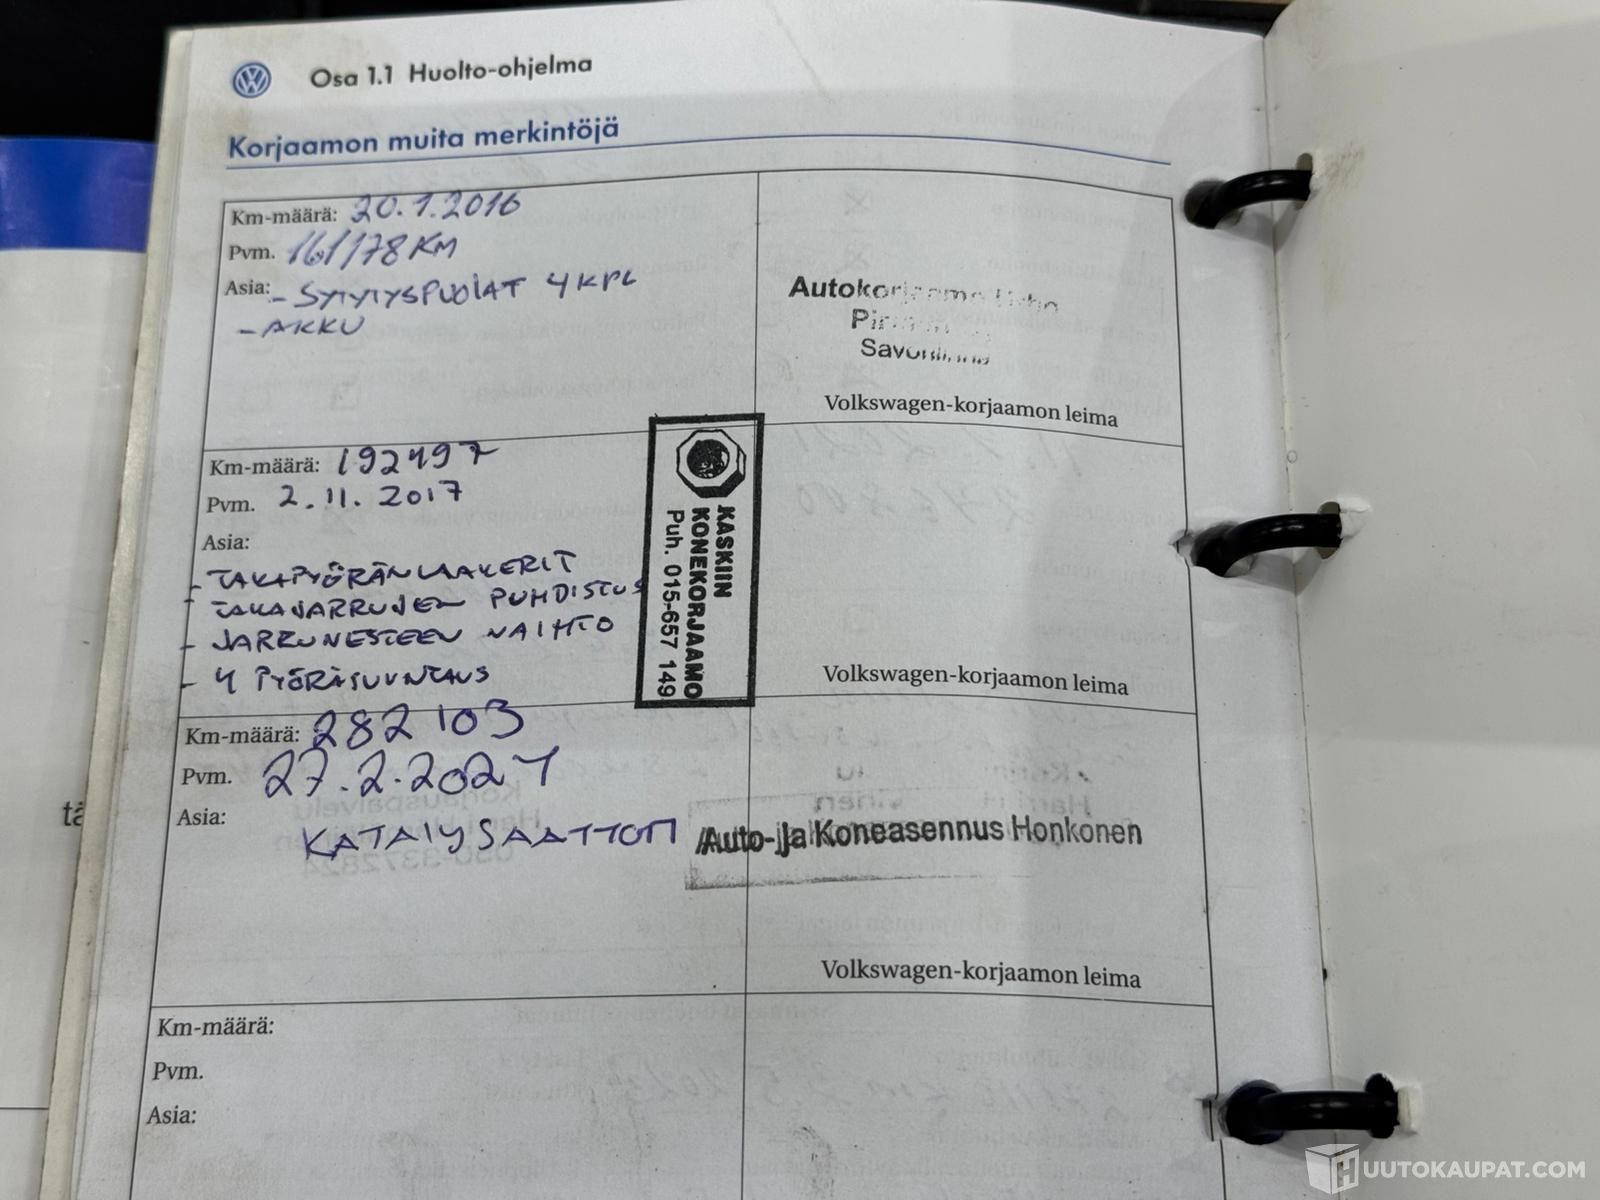 Osa 1.1 Huolto-ohjelma
Korjaamon muita merkintöjä
Km-määrä: 20.1.2016
Pvm. 161178 KM
Asia: - SYTYTYSPUOLAT 4 KPL
- AKKU
Autokorjaamo
Savonlinna
Volkswagen-korjaamon leima
Km-määrä: 192497
Pvm. 2.11.2017
Asia:
- TAKAPYÖRÄNLAAKERIT
- TAKAJARRUJEN PUHDISTUS
- JARRUNESTEEN VAIHTO
- 4 PYÖRÄSUUNTAUS
KASKIIN
KONEKORJAAMO
Puh. 015-657 149
Volkswagen-korjaamon leima
Km-määrä: 282103
Pvm. 27.2.2024
Asia:
KATALYSAATTORI
Auto- Ja Koneasennus Honkonen
Volkswagen-korjaamon leima
Km-määrä:
Pvm.
Asia:
tä
HUUTOKAUPAT.COM